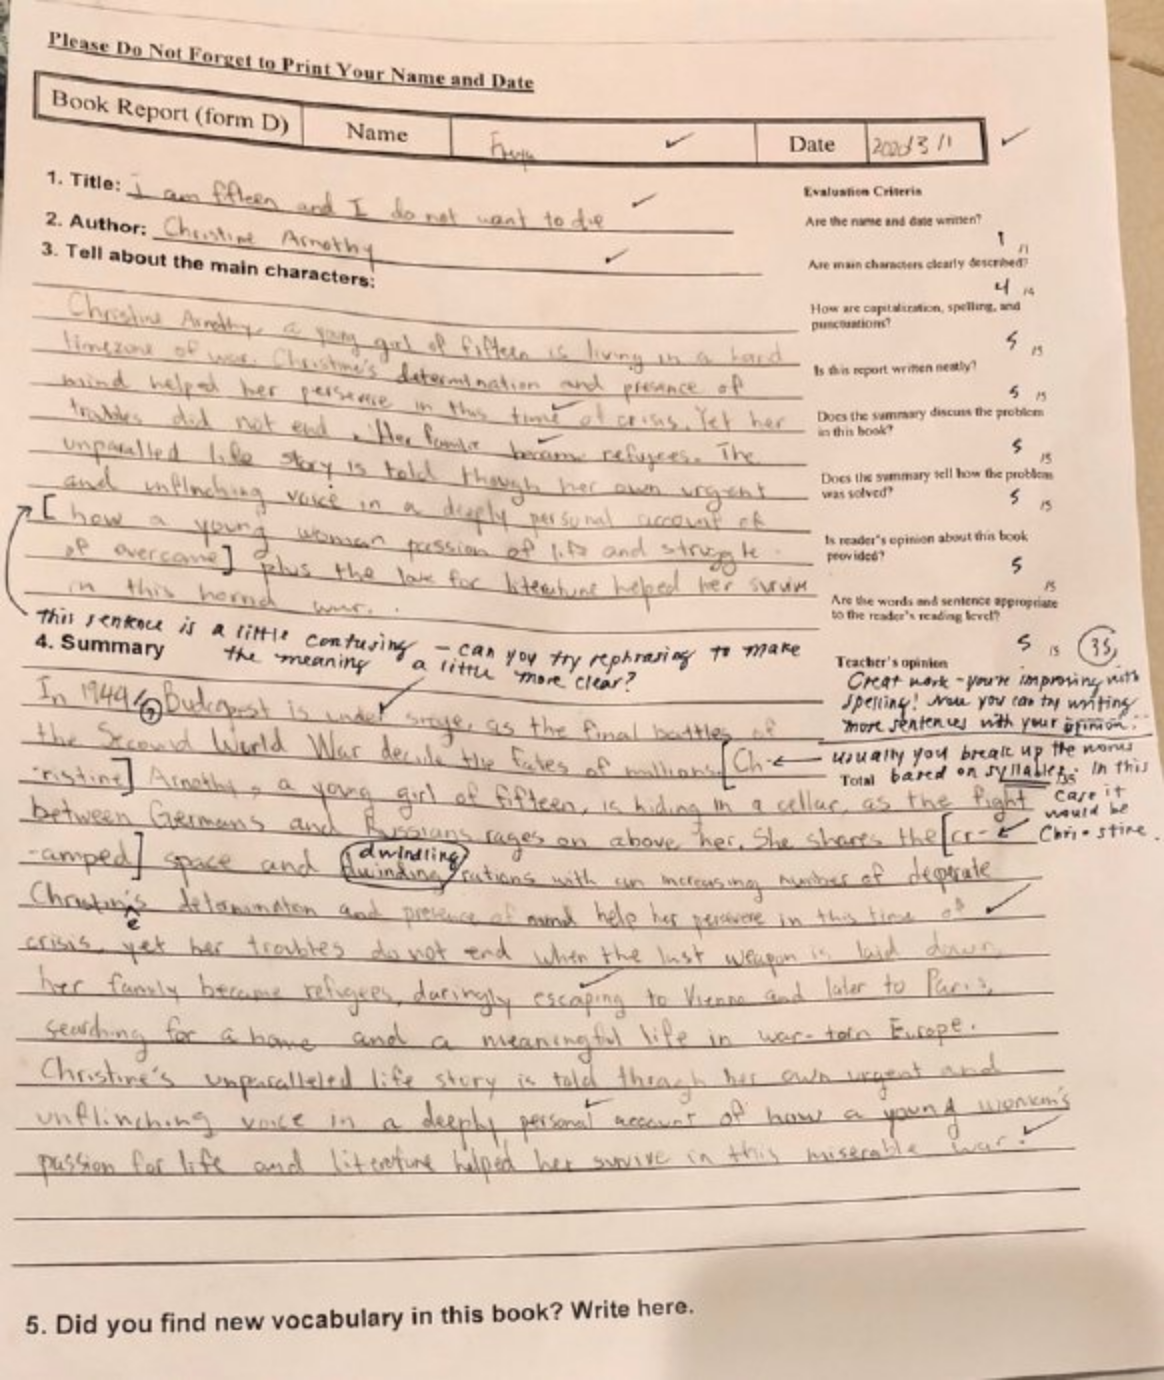 Please Do Not Forget to Print Your Name and Date
Book Report (form D) Name Date 2020/3/1
1. Title: I am ffteen and I do not want to die
2. Author: Christine Arnothy
3. Tell about the main characters:
Christine Arnothy, a young girl of fifteen is living in a hard
timezone of war. Christine's determination and presence of
mind helped her persevere in this time of crisis. Yet her
troubles did not end. Her familie became refugees. The
unparalled life story is told though her own urgent
and unflinching voice in a deeply personal account of
[how a young woman passion of life and struggle
of overcame] plus the love for literature helped her survive
in this horrid war.
this sentence is a little confusing - can you try rephrasing to make
the meaning a little more clear?
4. Summary
In 1944, Budapest is under siege, as the final battles of
the Second World War decide the fates of millions. [Ch-
-ristine] Arnothy, a young girl of fifteen, is hiding in a cellar, as the fight
between Germans and Russians rages on above her. She shares the [cr-
-amped] space and dwinding rations with an increasing number of deperate
dwindling
Christin's determination and presence of mind help her persevere in this time of
e
crisis, yet her troubles do not end when the last weapon is laid down,
her family became refugees, daringly escaping to Vienna and later to Paris,
searching for a home and a meaningful life in war-torn Europe.
Christine's unparalleled life story is told through her own urgent and
unflinching voice in a deeply personal account of how a young women's
passion for life and literature helped her survive in this miserable war.
5. Did you find new vocabulary in this book? Write here.
Evaluation Criteria
Are the name and date written?
1 /1
Are main characters clearly described?
4 /4
How are capitalization, spelling, and
punctuations?
5 /5
Is this report written neatly?
5 /5
Does the summary discuss the problem
in this book?
5 /5
Does the summary tell how the problem
was solved?
5 /5
Is reader's opinion about this book
provided?
5 /5
Are the words and sentence appropriate
to the reader's reading level?
5 /5 35
Teacher's opinion
Great work - you're improving with
spelling! Now you can try writing
more sentences with your opinion.
usually you break up the words
Total based on syllables. In this
/35
case it
would be
Chris-stine.